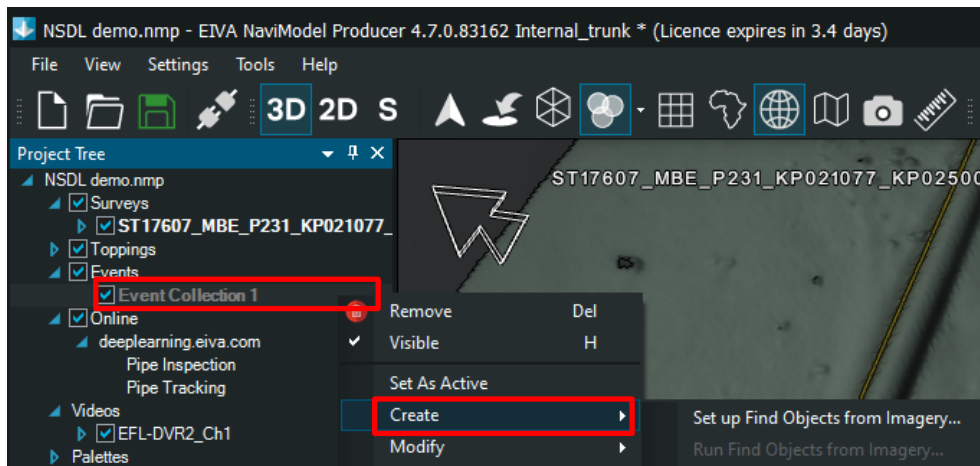 NSDL demo.nmp - EIVA NaviModel Producer 4.7.0.83162 Internal_trunk * (Licence expires in 3.4 days)
File View Settings Tools Help
3D 2D S
Project Tree
NSDL demo.nmp
Surveys
ST17607_MBE_P231_KP021077_
Toppings
Events
Event Collection 1
Online
deeplearning.eiva.com
Pipe Inspection
Pipe Tracking
Videos
EFL-DVR2_Ch1
Palettes
ST17607_MBE_P231_KP021077_KP02500
Remove Del
Visible H
Set As Active
Create
Modify
Set up Find Objects from Imagery...
Run Find Objects from Imagery...